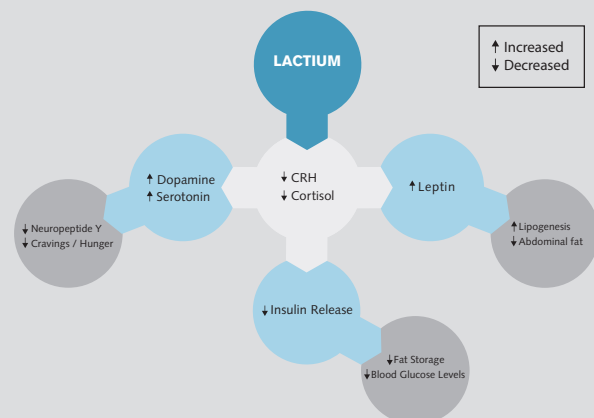 LACTIUM
↑ Increased
↓ Decreased
↑ Dopamine
↑ Serotonin
↓ CRH
↓ Cortisol
↑ Leptin
↓ Neuropeptide Y
↓ Cravings / Hunger
↑ Lipogenesis
↓ Abdominal fat
↓ Insulin Release
↓ Fat Storage
↓ Blood Glucose Levels